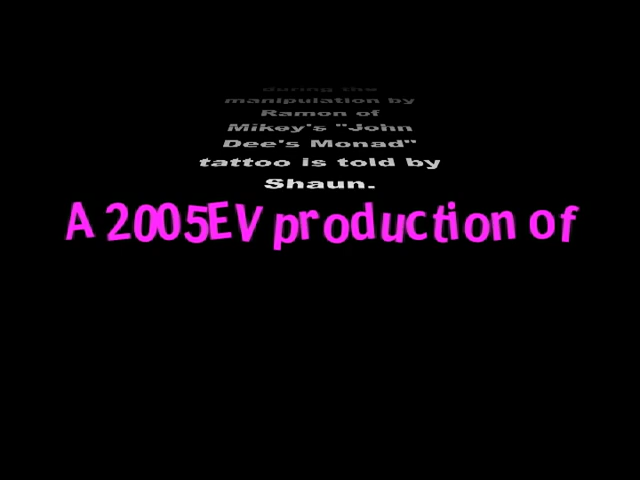 during the
manipulation by
Ramon of
Mikey's "John
Dee's Monad"
tattoo is told by
Shaun.
A 2005EV production of